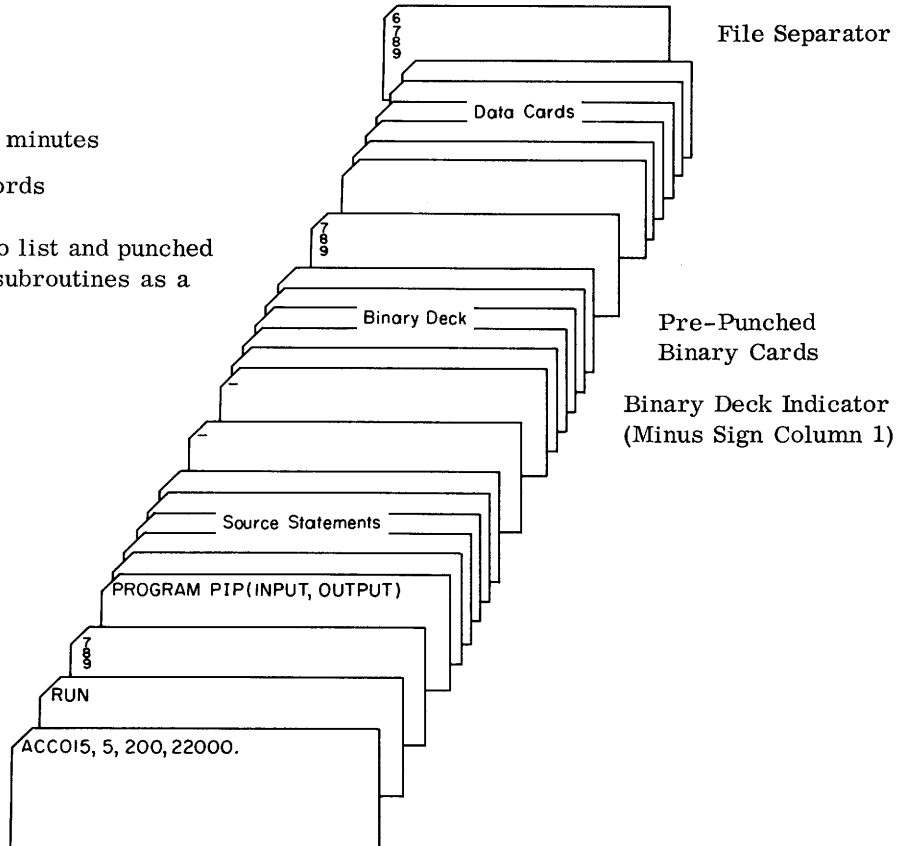 6
7
8
9
File Separator
Data Cards
minutes
7
8
9
o list and punched
subroutines as a
Binary Deck
Pre-Punched
Binary Cards
—
Binary Deck Indicator
(Minus Sign Column 1)
—
Source Statements
PROGRAM PIP(INPUT, OUTPUT)
7
8
9
RUN
ACCO15, 5, 200, 22000.